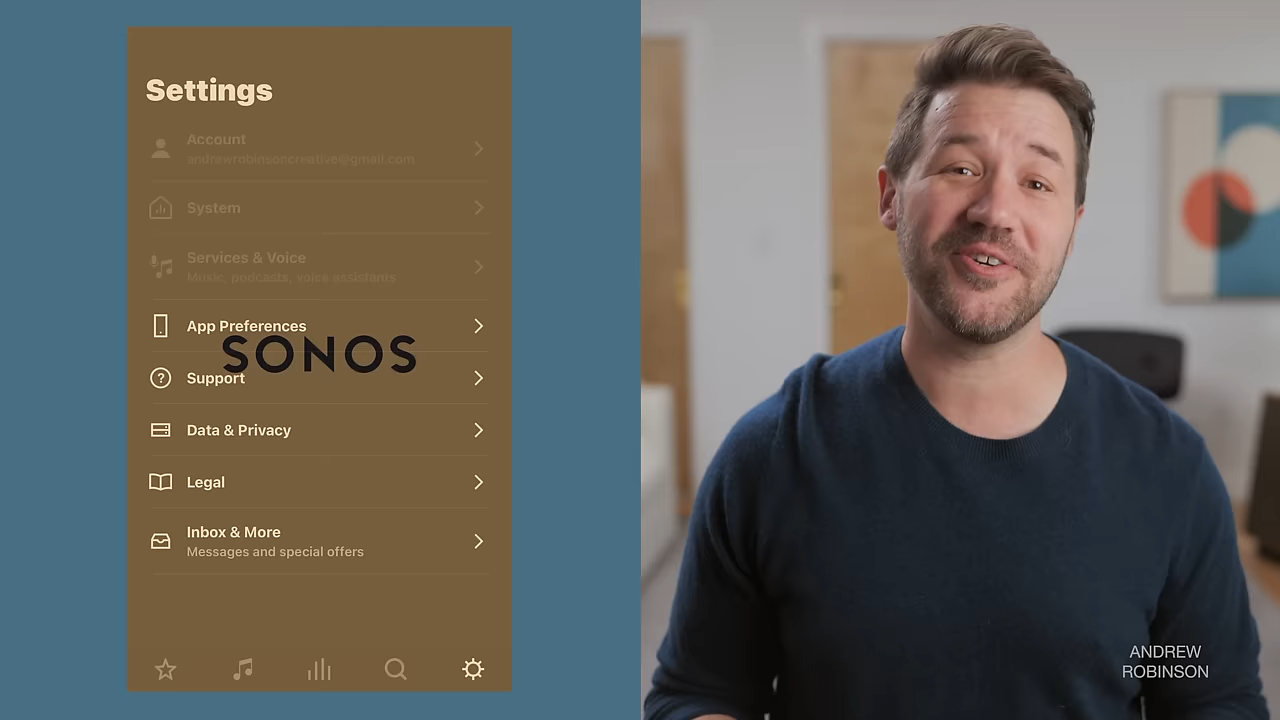 Settings
Account
andrewrobinsoncreative@gmail.com
System
Services & Voice
Music, podcasts, voice assistants
App Preferences
SONOS
Support
Data & Privacy
Legal
Inbox & More
Messages and special offers
ANDREW
ROBINSON